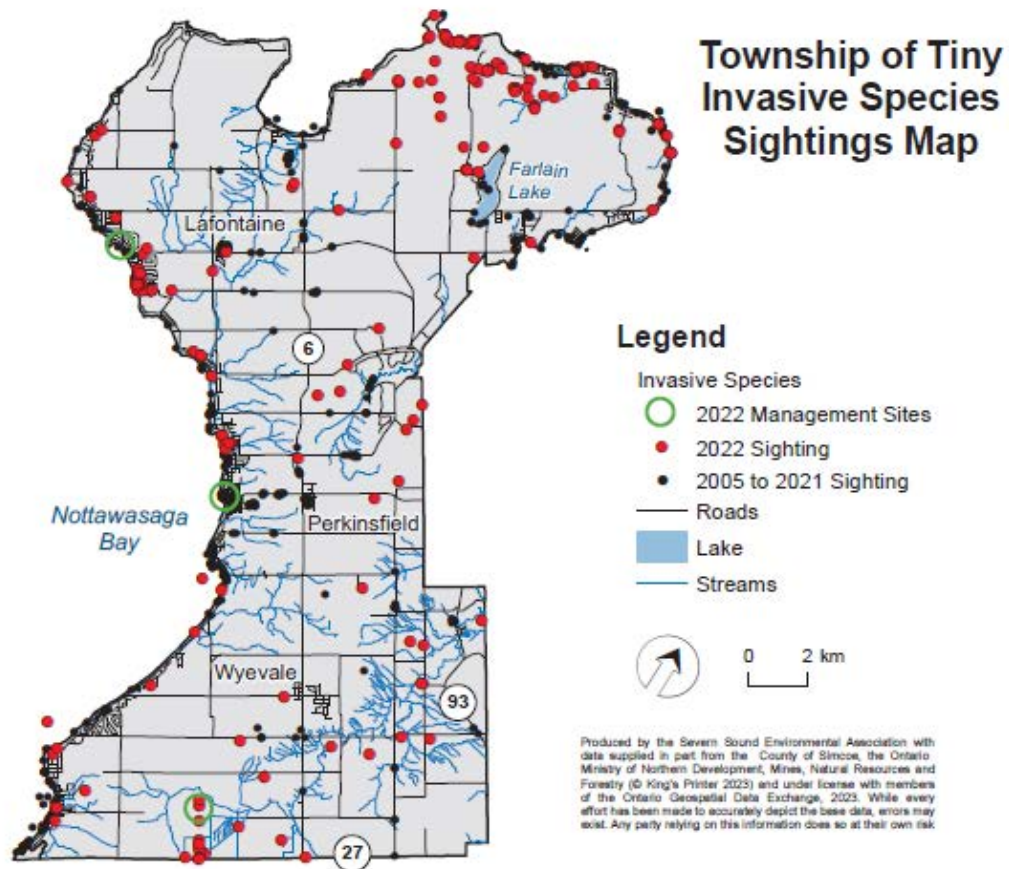 Township of Tiny
Invasive Species
Sightings Map
Farlain
Lake
Lafontaine
6
Nottawasaga
Bay
Perkinsfield
Wyevale
93
27
Legend
Invasive Species
2022 Management Sites
2022 Sighting
2005 to 2021 Sighting
Roads
Lake
Streams
0 2 km
Produced by the Severn Sound Environmental Association with
data supplied in part from the County of Simcoe, the Ontario
Ministry of Northern Development, Mines, Natural Resources and
Forestry (© King's Printer 2023) and under license with members
of the Ontario Geospatial Data Exchange, 2023. While every
effort has been made to accurately depict the base data, errors may
exist. Any party relying on this information does so at their own risk